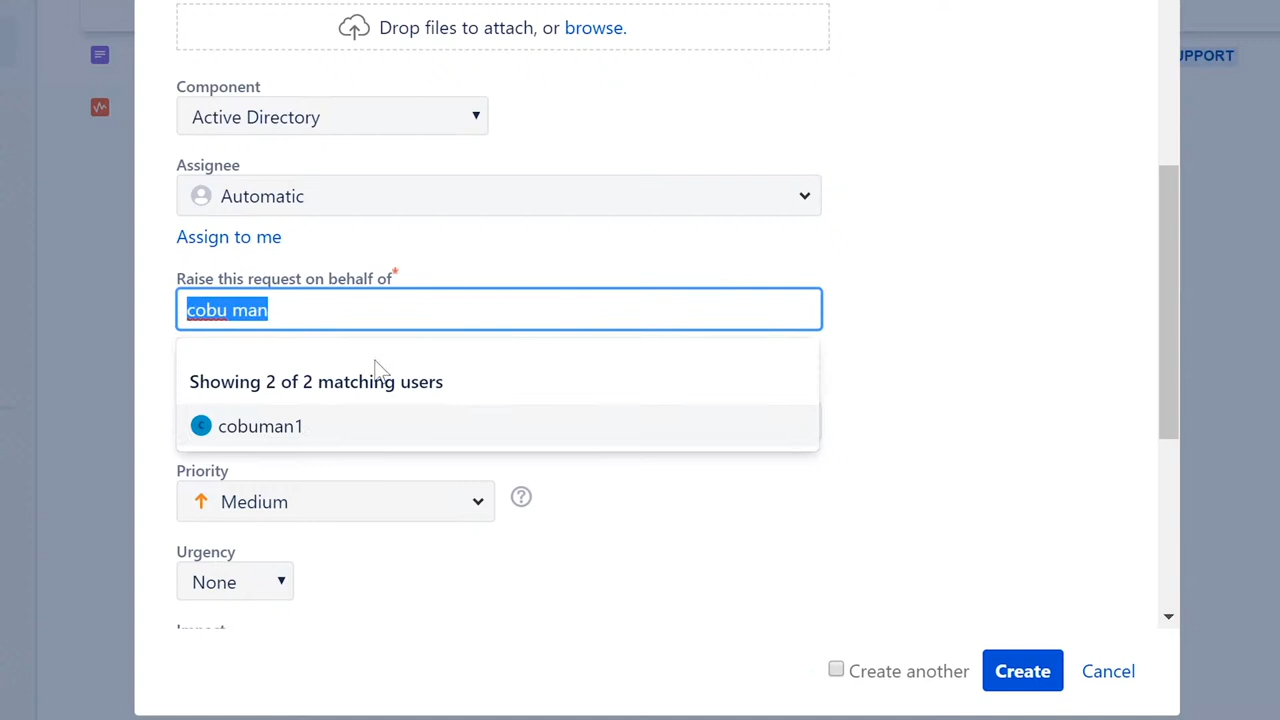 Drop files to attach, or browse.
UPPORT
Component
Active Directory
Assignee
Automatic
Assign to me
Raise this request on behalf of*
cobu man
Showing 2 of 2 matching users
c cobuman1
Priority
Medium
?
Urgency
None
Create another
Create
Cancel